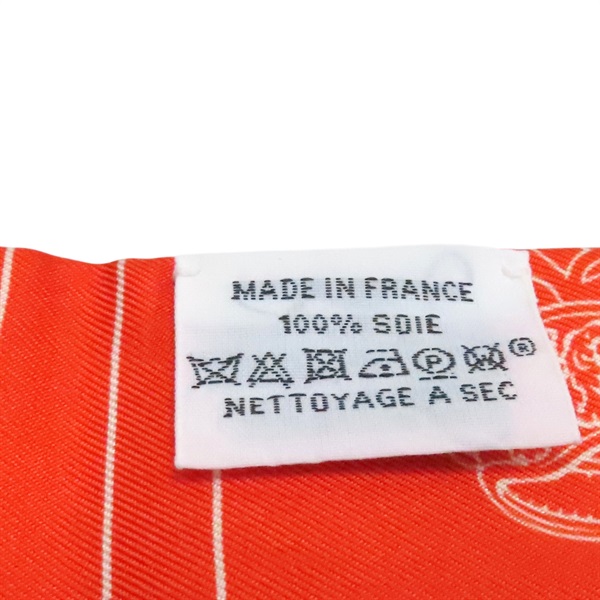 MADE IN FRANCE
100% SOIE
®
NETTOYAGE A SEC